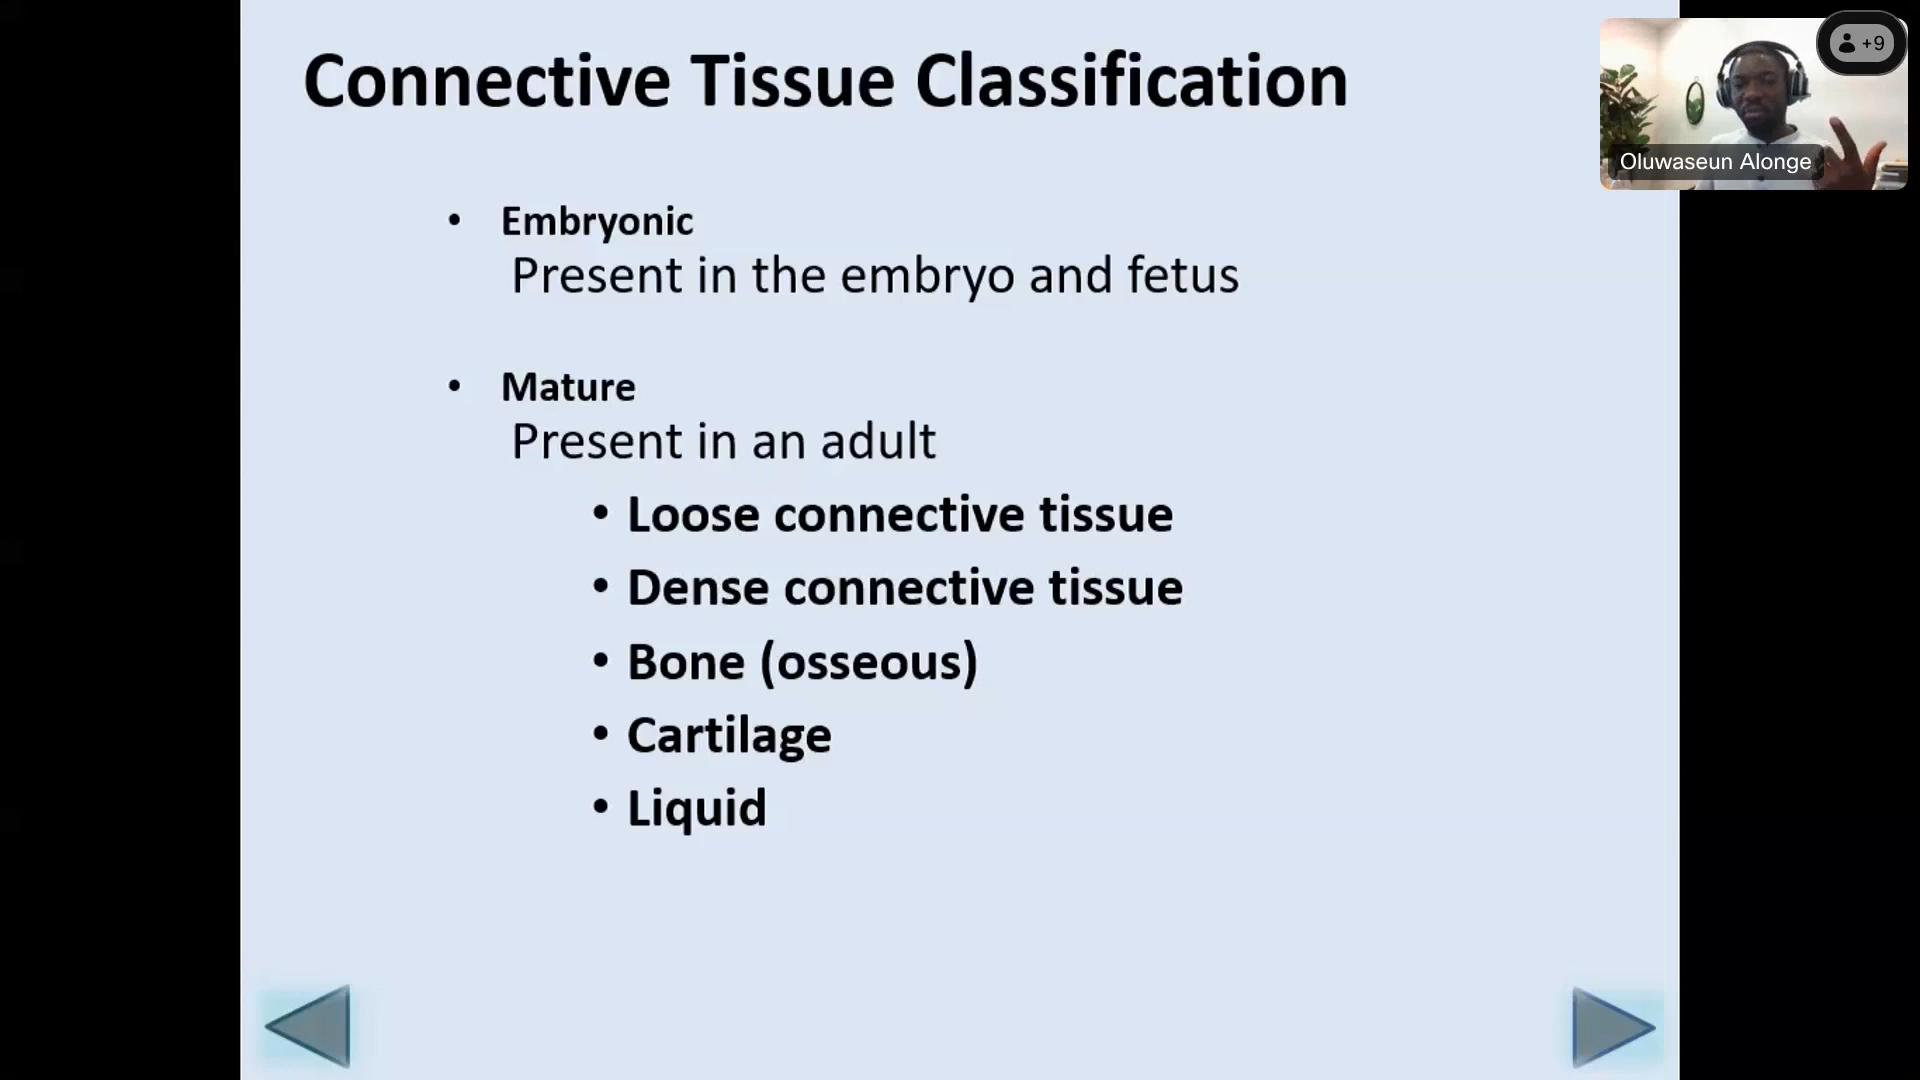 Connective Tissue Classification
+9
Oluwaseun Alonge
• Embryonic
Present in the embryo and fetus
• Mature
Present in an adult
• Loose connective tissue
• Dense connective tissue
• Bone (osseous)
• Cartilage
• Liquid